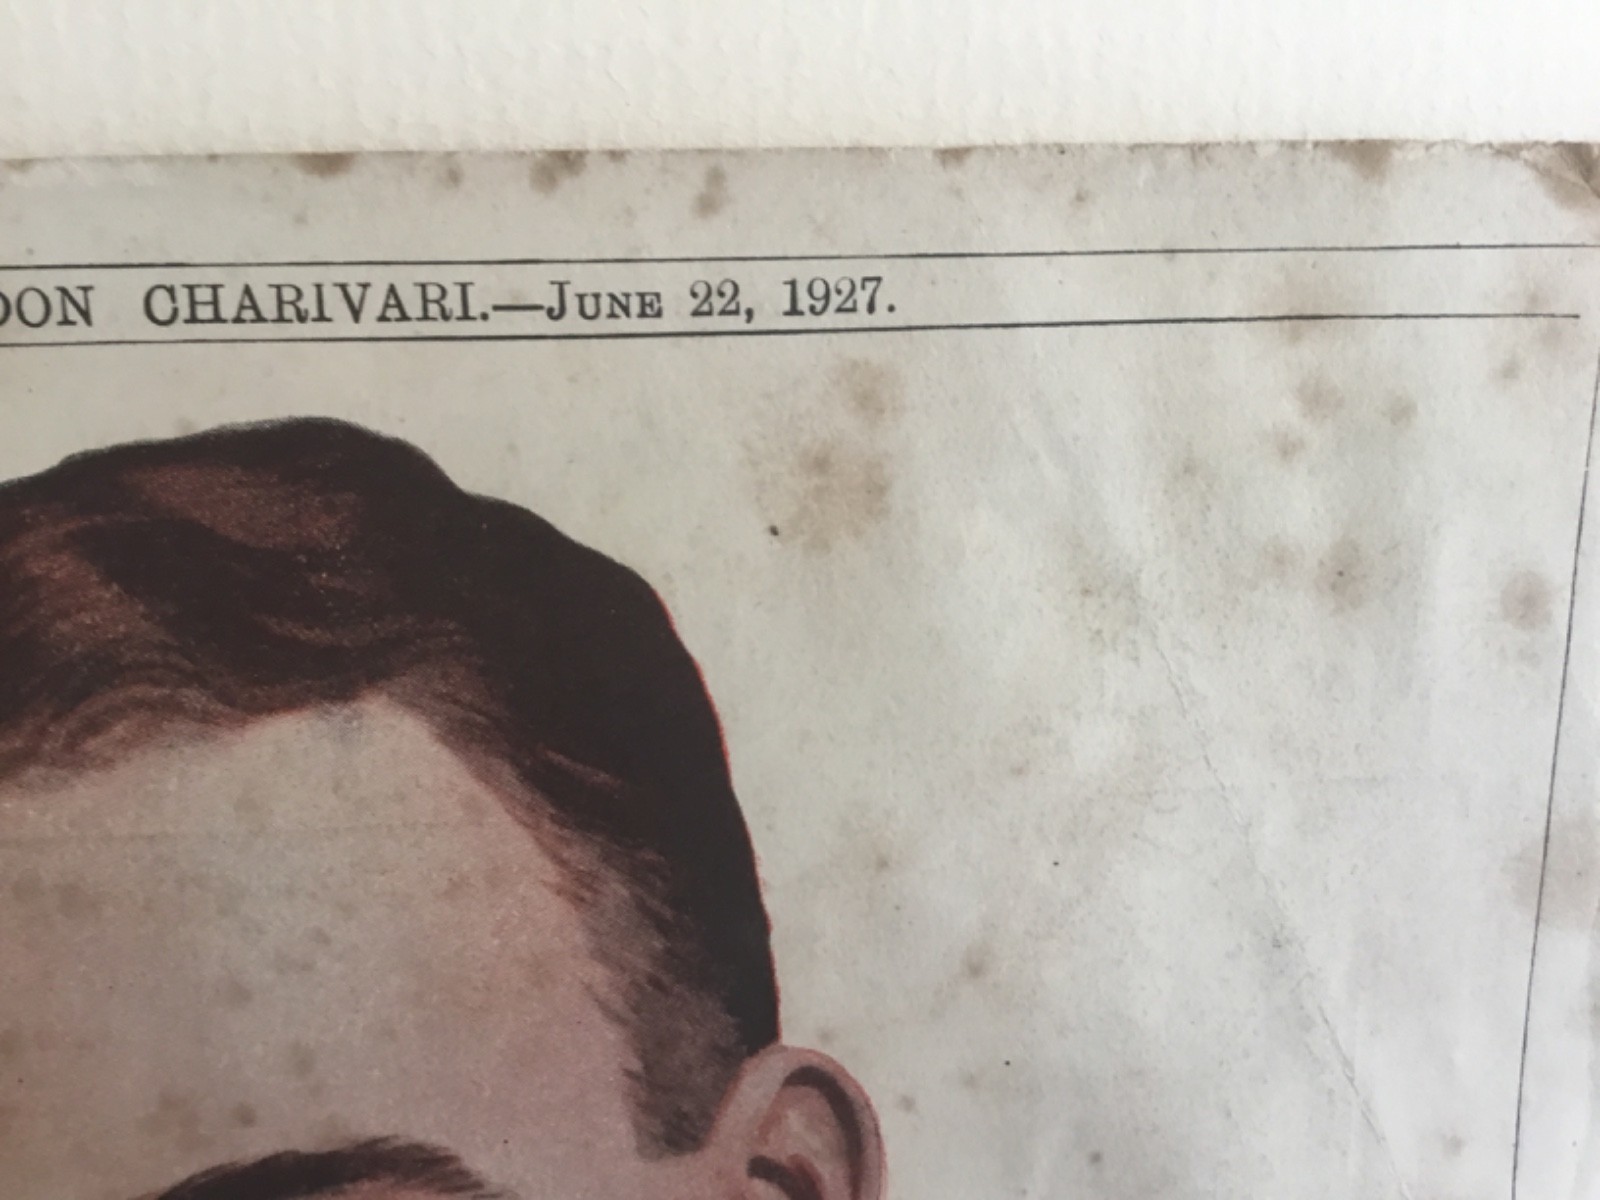 DON CHARIVARI.—JUNE 22, 1927.